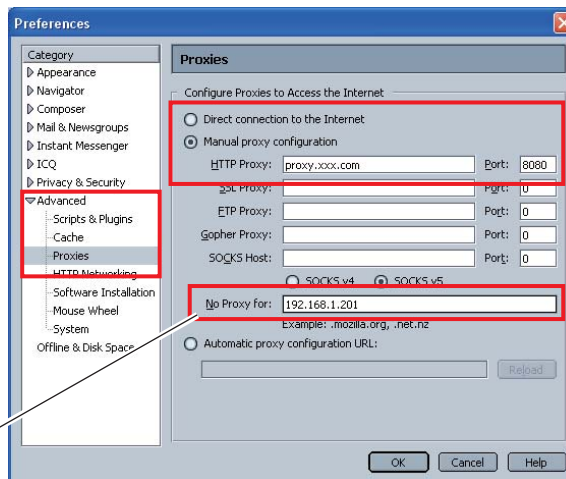 Preferences
Category
Appearance
Navigator
Composer
Mail & Newsgroups
Instant Messenger
ICQ
Privacy & Security
Advanced
Scripts & Plugins
Cache
Proxies
HTTP Networking
Software Installation
Mouse Wheel
System
Offline & Disk Space
Proxies
Configure Proxies to Access the Internet
Direct connection to the Internet
Manual proxy configuration
HTTP Proxy: proxy.xxx.com Port: 8080
SSL Proxy: Port: 0
FTP Proxy: Port: 0
Gopher Proxy: Port: 0
SOCKS Host: Port: 0
SOCKS v4 SOCKS v5
No Proxy for: 192.168.1.201
Example: .mozilla.org, .net.nz
Automatic proxy configuration URL:
Reload
OK Cancel Help